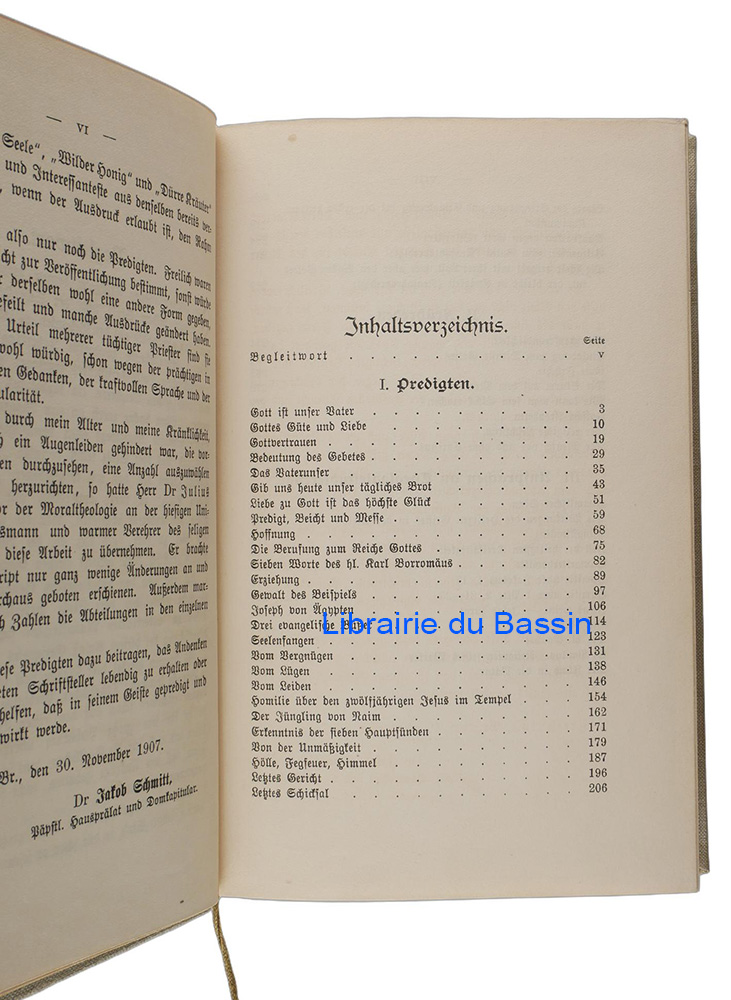 — VI —
Seele“, „Wilder Honig“ und „Dürre Kräuter“
und Interessanteste aus denselben bereits
, wenn der Ausdruck erlaubt ist, den Rahm
also nur noch die Predigten. Freilich waren
cht zur Veröffentlichung bestimmt, sonst würde
r derselben wohl eine andere Form gegeben,
efeilt und manche Ausdrücke geändert haben.
Urteil mehrerer tüchtiger Priester sind sie
wohl würdig, schon wegen der prächtigen in
en Gedanken, der kraftvollen Sprache und der
ularität.
durch mein Alter und meine Kränklichkeit,
h ein Augenleiden gehindert war, die vor-
en durchzusehen, eine Anzahl auszuwählen
herzurichten, so hatte Herr Dr Julius
or der Moraltheologie an der hiesigen Uni-
smann und warmer Verehrer des seligen
diese Arbeit zu übernehmen. Er brachte
ript nur ganz wenige Änderungen an und
rchaus geboten erschienen. Außerdem mar-
ch Zahlen die Abteilungen in den einzelnen
ese Predigten dazu beitragen, das Andenken
eten Schriftsteller lebendig zu erhalten oder
helfen, daß in seinem Geiste gepredigt und
wirkt werde.
Br., den 30. November 1907.
Dr Jakob Schmitt,
Päpstl. Hausprälat und Domkapitular.
Inhaltsverzeichnis.
Seite
Begleitwort . . . . . . . . . . . V
I. Predigten.
Gott ist unser Vater . . . . . . . . . . 3
Gottes Güte und Liebe . . . . . . . . . . 10
Gottvertrauen . . . . . . . . . . . 19
Bedeutung des Gebetes . . . . . . . . . . 29
Das Vaterunser . . . . . . . . . . . 35
Gib uns heute unser tägliches Brot . . . . . . . 43
Liebe zu Gott ist das höchste Glück . . . . . . . 51
Predigt, Beicht und Messe . . . . . . . . . 59
Hoffnung . . . . . . . . . . . . 68
Die Berufung zum Reiche Gottes . . . . . . . . 75
Sieben Worte des hl. Karl Borromäus . . . . . . 82
Erziehung . . . . . . . . . . . . 89
Gewalt des Beispiels . . . . . . . . . . 97
Joseph von Ägypten . . . . . . . . . . 106
Drei evangelische Büßer . . . . . . . . . 114
Librairie du Bassin
Seelenfangen . . . . . . . . . . . 123
Vom Vergnügen . . . . . . . . . . . 131
Vom Lügen . . . . . . . . . . . . 138
Vom Leiden . . . . . . . . . . . . 146
Homilie über den zwölfjährigen Jesus im Tempel . . . . 154
Der Jüngling von Naim . . . . . . . . . . 162
Erkenntnis der sieben Hauptsünden . . . . . . . 171
Von der Unmäßigkeit . . . . . . . . . . 179
Hölle, Fegfeuer, Himmel . . . . . . . . . 187
Letztes Gericht . . . . . . . . . . . 196
Letztes Schicksal . . . . . . . . . . . 206